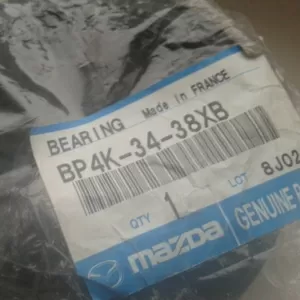 BEARING Made in FRANCE
BP4K-34-38XB
QTY 1 LOT 8J02
mazda GENUINE